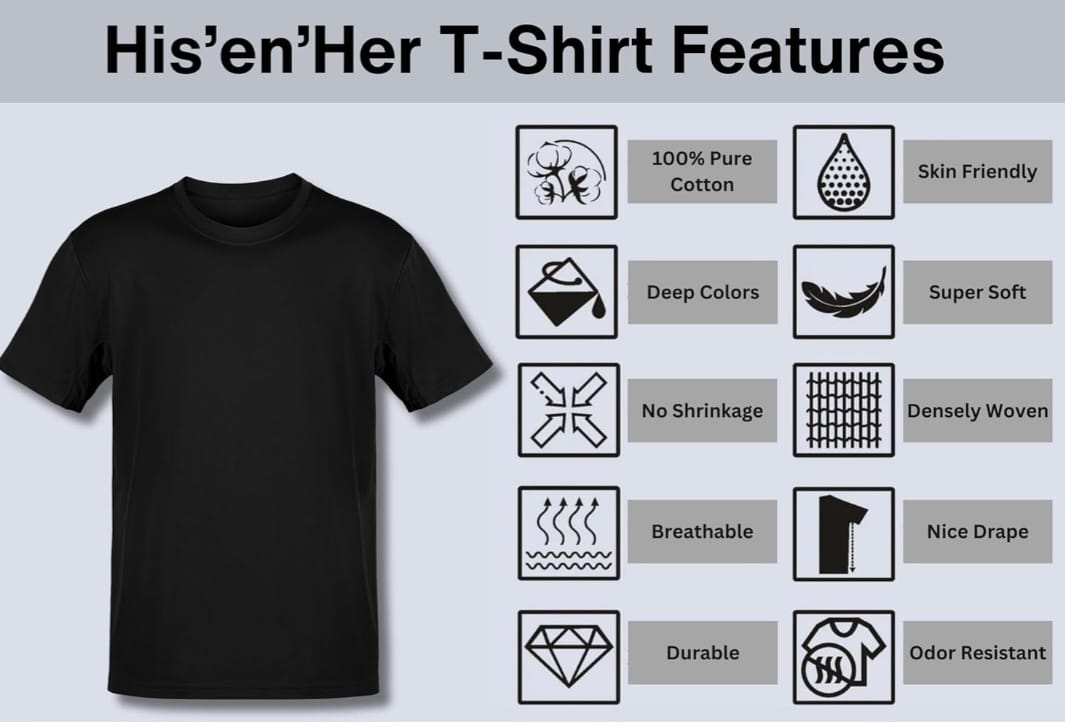 His’en’Her T-Shirt Features
100% Pure
Cotton
Skin Friendly
Deep Colors
Super Soft
No Shrinkage
Densely Woven
Breathable
Nice Drape
Durable
Odor Resistant